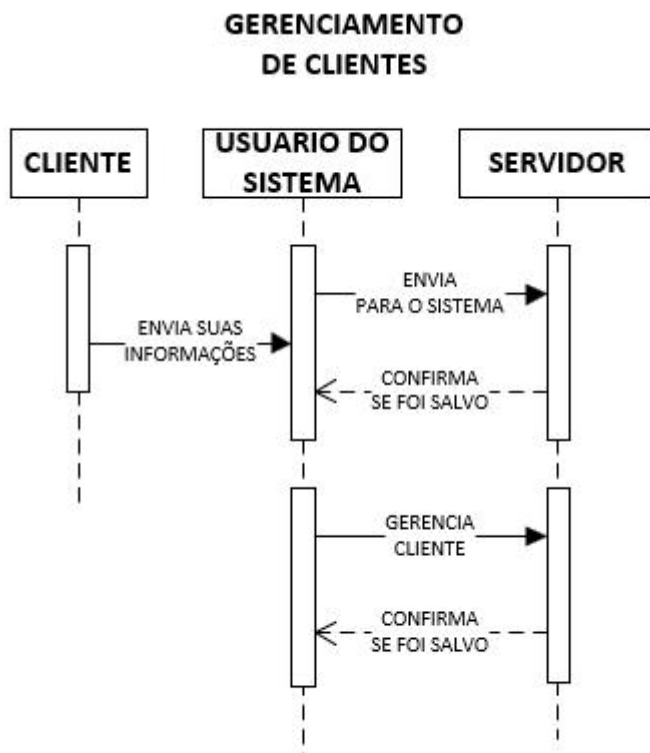 GERENCIAMENTO
DE CLIENTES
CLIENTE
USUARIO DO
SISTEMA
SERVIDOR
ENVIA
PARA O SISTEMA
ENVIA SUAS
INFORMAÇÕES
CONFIRMA
SE FOI SALVO
GERENCIA
CLIENTE
CONFIRMA
SE FOI SALVO